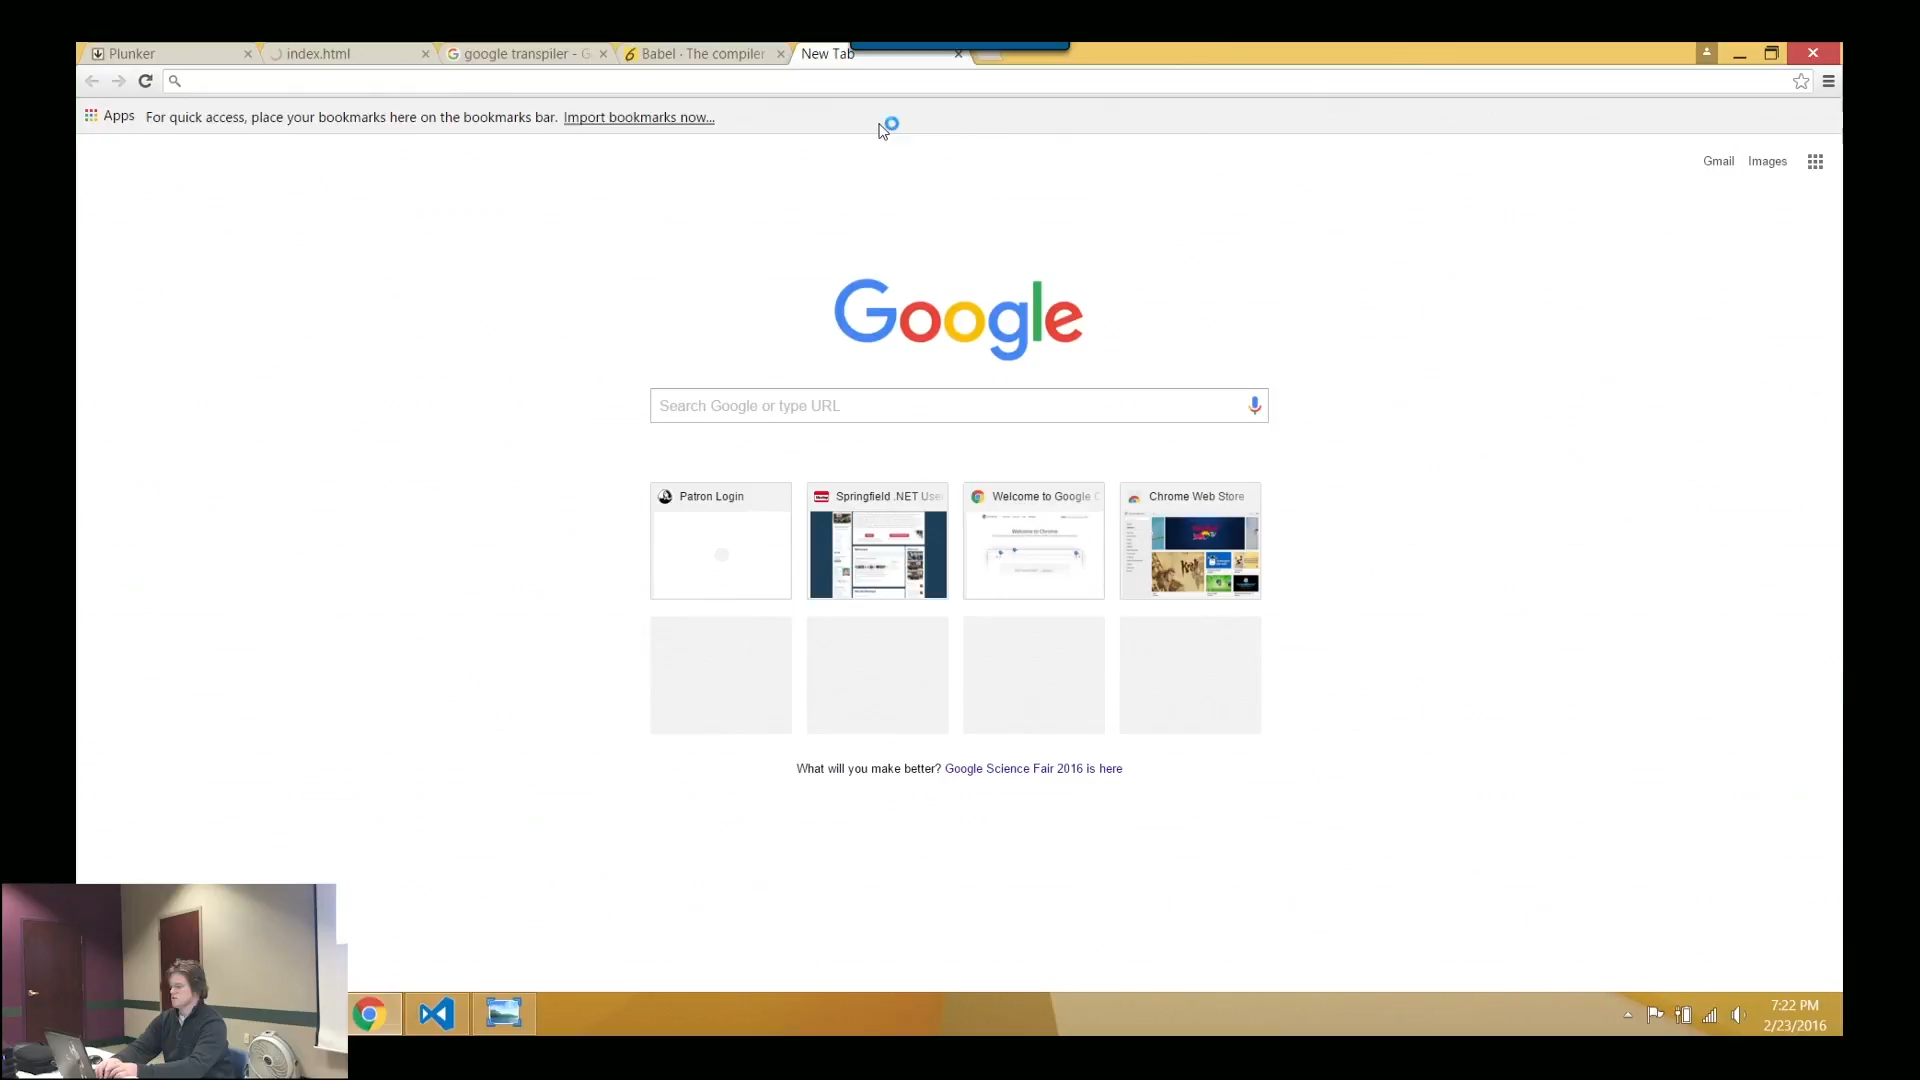 Plunker
index.html
google transpiler - G
Babel · The compiler
New Tab
Apps
For quick access, place your bookmarks here on the bookmarks bar. Import bookmarks now...
Gmail
Images
Google
Search Google or type URL
Patron Login
Springfield .NET Use
Welcome to Google C
Chrome Web Store
What will you make better? Google Science Fair 2016 is here
7:22 PM
2/23/2016